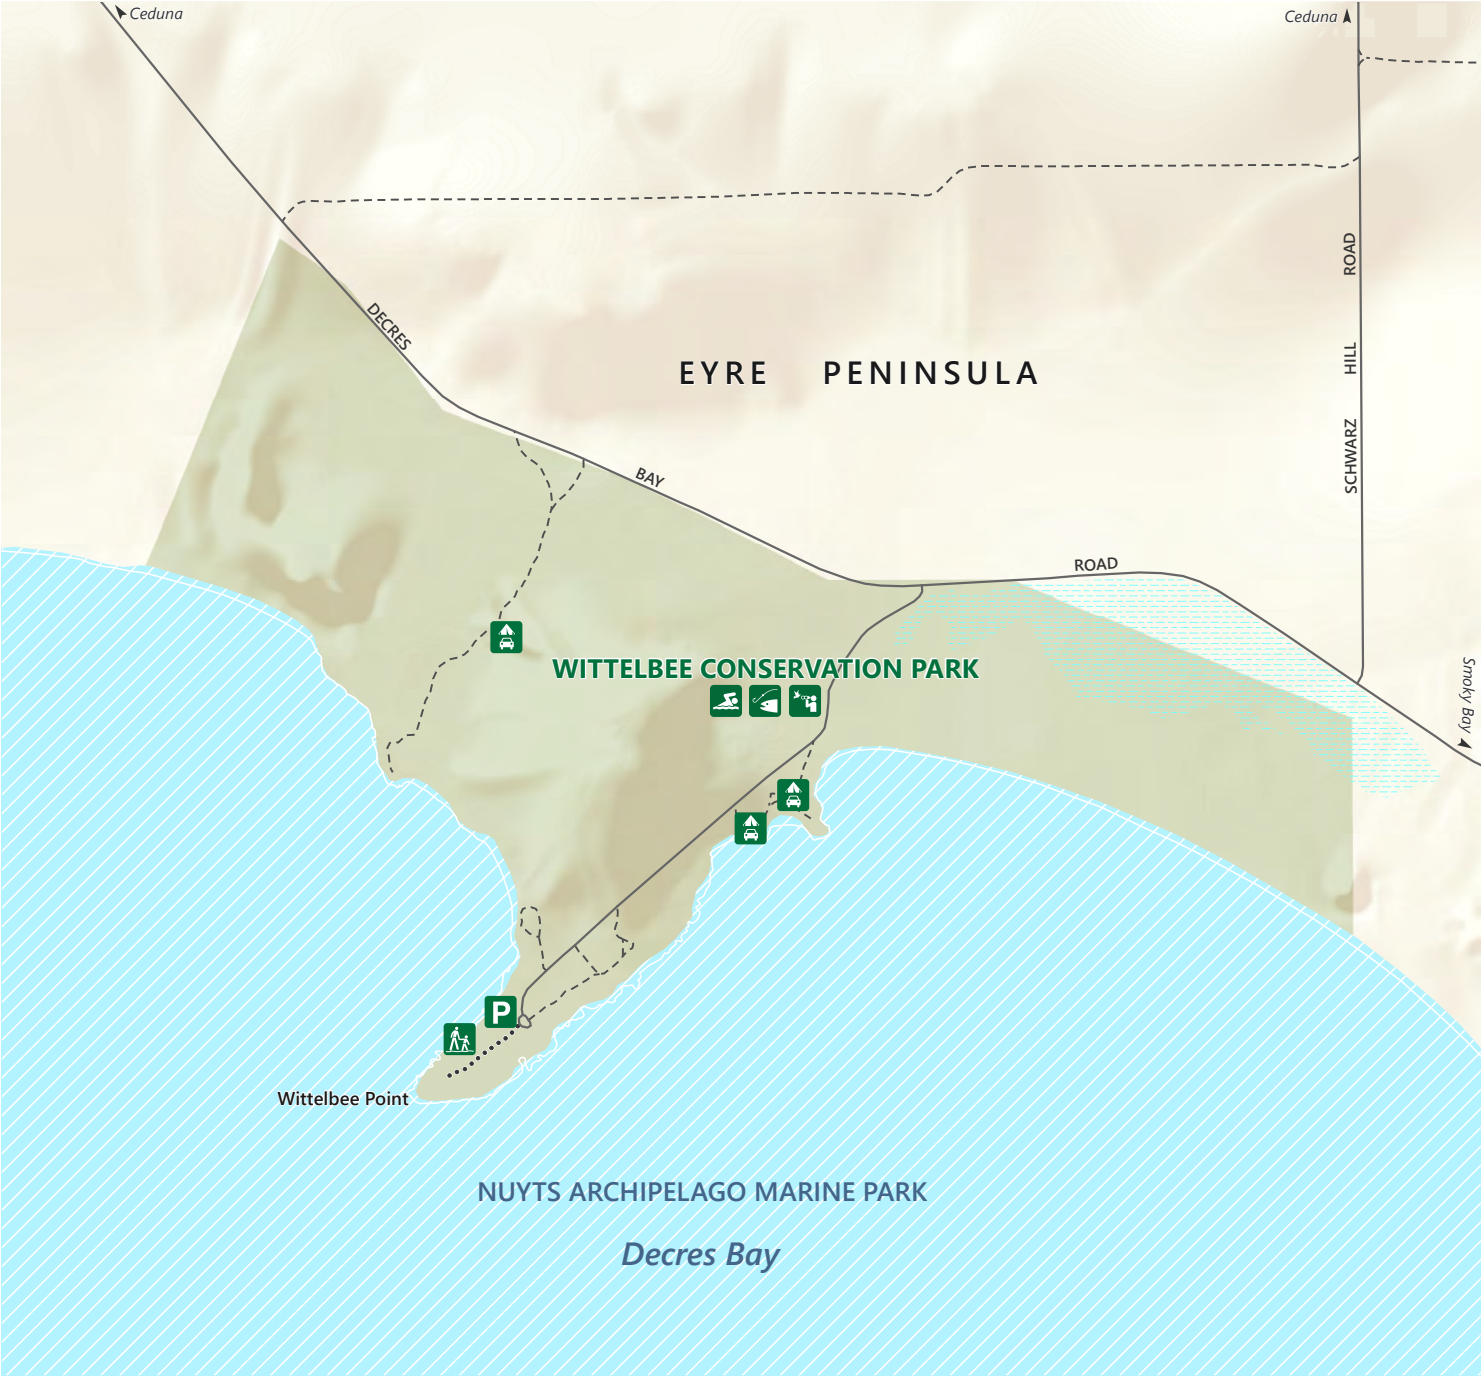 Ceduna
Ceduna
DECRES
BAY
ROAD
SCHWARZ HILL ROAD
EYRE PENINSULA
Smoky Bay
WITTELBEE CONSERVATION PARK
P
Wittelbee Point
NUYTS ARCHIPELAGO MARINE PARK
Decres Bay